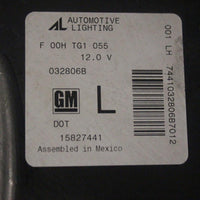 AL AUTOMOTIVE
LIGHTING
F 00H TG1 055
12.0 V
032806B
GM L
DOT
15827441
Assembled in Mexico
001 LH
7441032806B7012